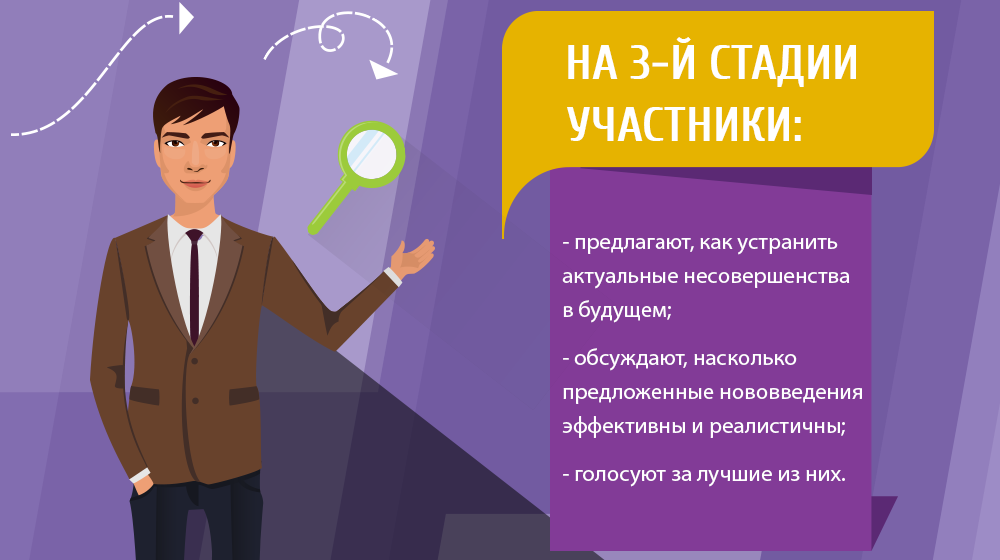 НА 3-Й СТАДИИ
УЧАСТНИКИ:
- предлагают, как устранить
актуальные несовершенства
в будущем;
- обсуждают, насколько
предложенные нововведения
эффективны и реалистичны;
- голосуют за лучшие из них.